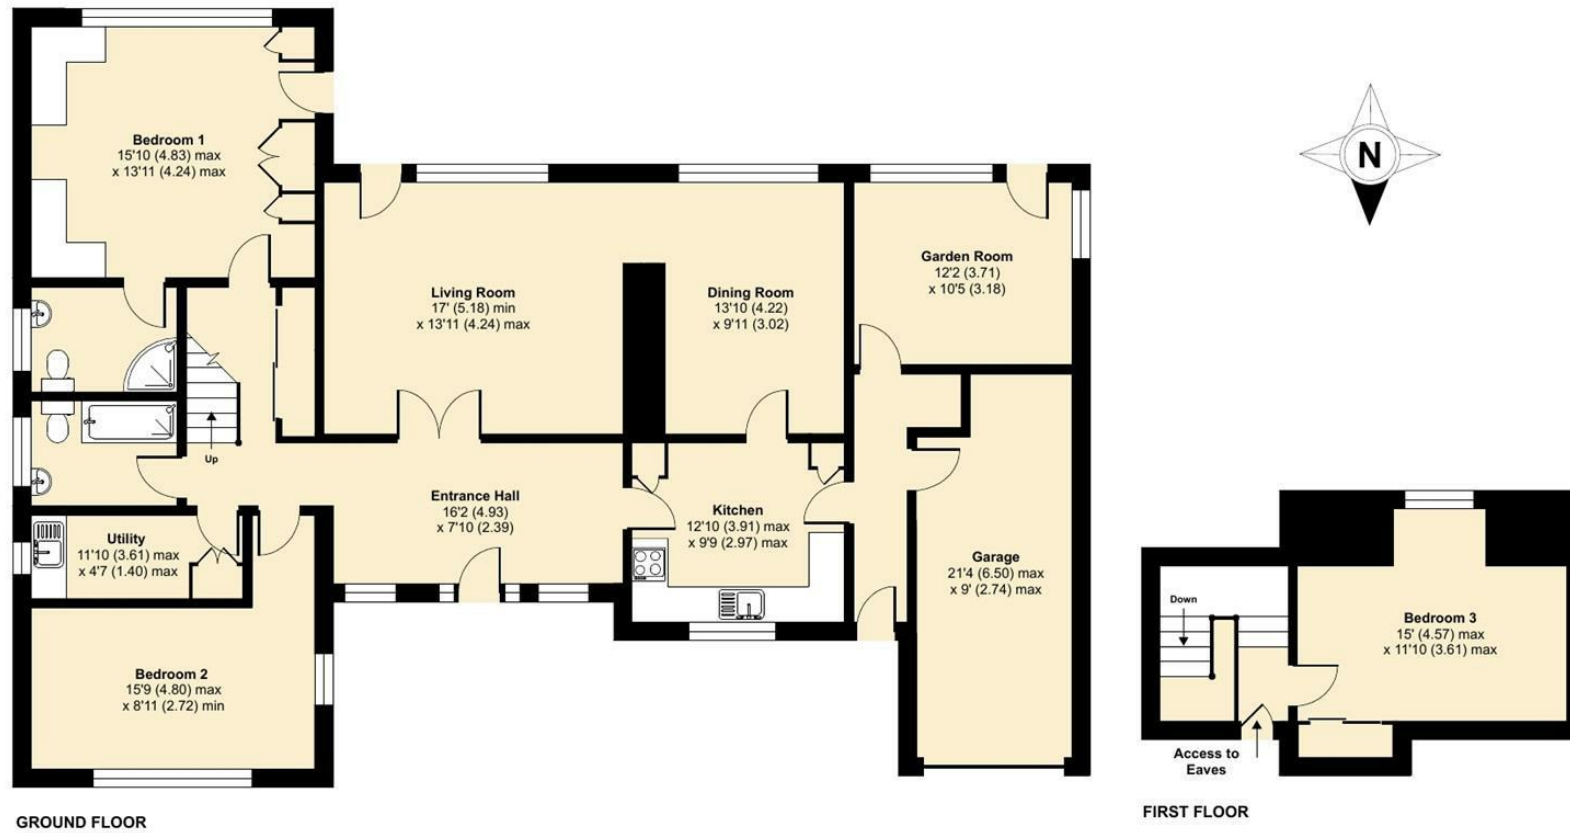 Bedroom 1
15'10 (4.83) max
x 13'11 (4.24) max
N
Living Room
17' (5.18) min
x 13'11 (4.24) max
Dining Room
13'10 (4.22)
x 9'11 (3.02)
Garden Room
12'2 (3.71)
x 10'5 (3.18)
Up
Entrance Hall
16'2 (4.93)
x 7'10 (2.39)
Kitchen
12'10 (3.91) max
x 9'9 (2.97) max
Utility
11'10 (3.61) max
x 4'7 (1.40) max
Garage
21'4 (6.50) max
x 9' (2.74) max
Bedroom 2
15'9 (4.80) max
x 8'11 (2.72) min
Down
Bedroom 3
15' (4.57) max
x 11'10 (3.61) max
Access to
Eaves
GROUND FLOOR
FIRST FLOOR